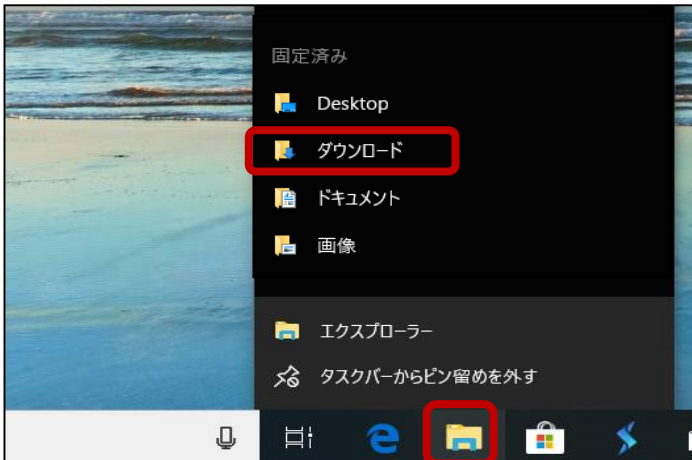 固定済み
Desktop
ダウンロード
ドキュメント
画像
エクスプローラー
タスクバーからピン留めを外す